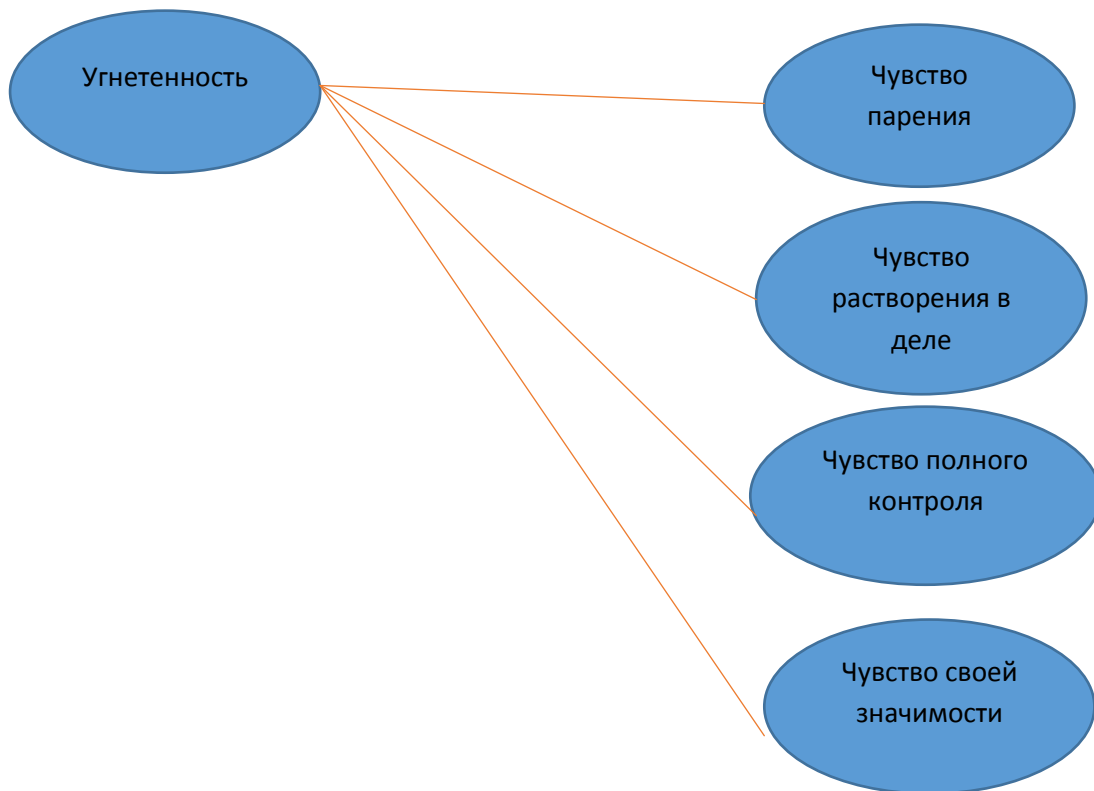 Угнетенность
Чувство
парения
Чувство
растворения в
деле
Чувство полного
контроля
Чувство своей
значимости